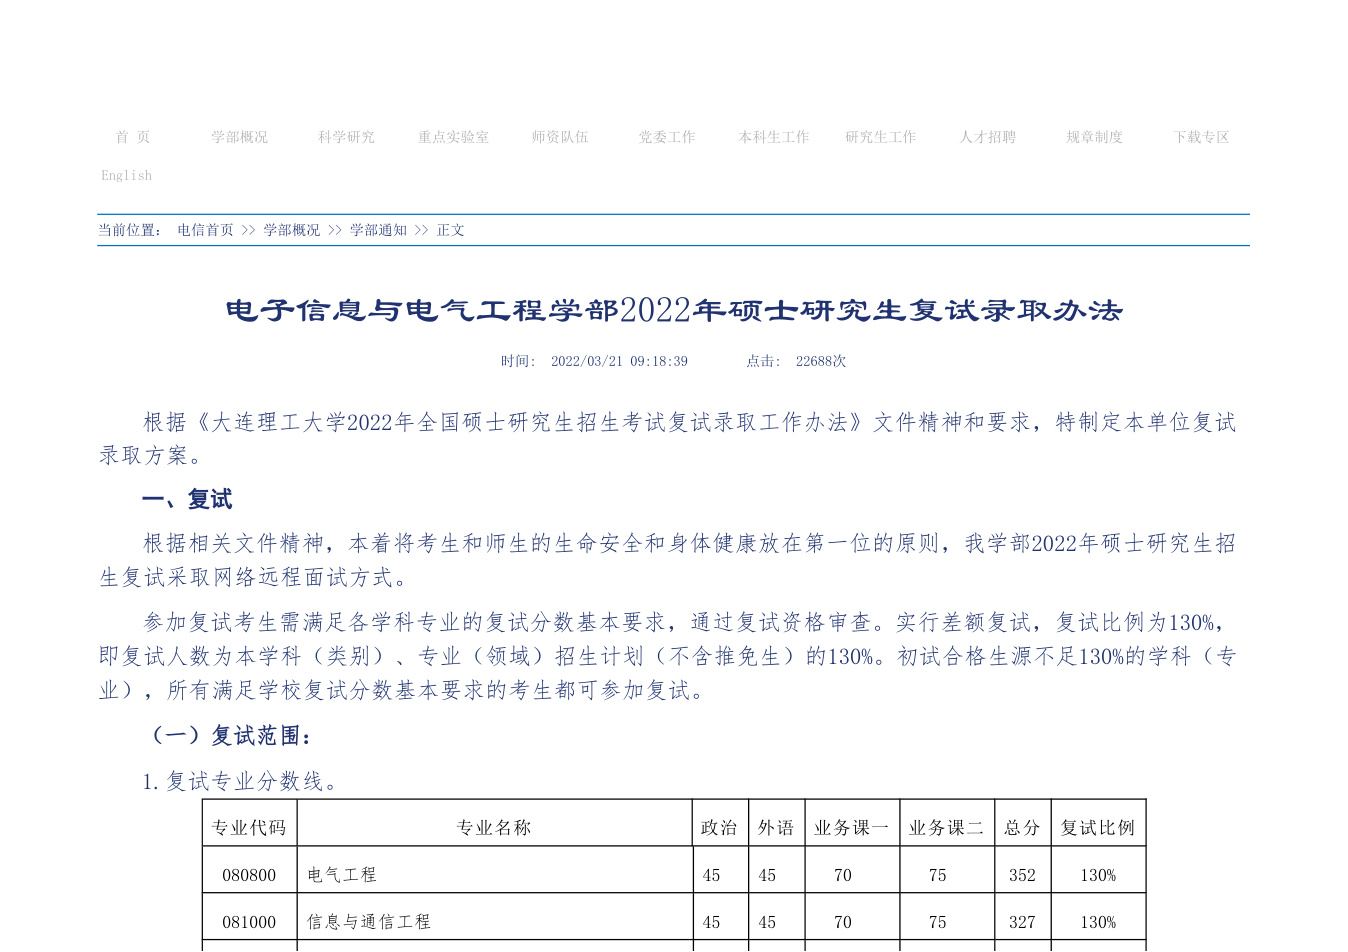 首 页 学部概况 科学研究 重点实验室 师资队伍 党委工作 本科生工作 研究生工作 人才招聘 规章制度 下载专区
English
当前位置： 电信首页 >> 学部概况 >> 学部通知 >> 正文
电子信息与电气工程学部2022年硕士研究生复试录取办法
时间： 2022/03/21 09:18:39 点击： 22688次
根据《大连理工大学2022年全国硕士研究生招生考试复试录取工作办法》文件精神和要求，特制定本单位复试
录取方案。
一、复试
根据相关文件精神，本着将考生和师生的生命安全和身体健康放在第一位的原则，我学部2022年硕士研究生招
生复试采取网络远程面试方式。
参加复试考生需满足各学科专业的复试分数基本要求，通过复试资格审查。实行差额复试，复试比例为130%，
即复试人数为本学科（类别）、专业（领域）招生计划（不含推免生）的130%。初试合格生源不足130%的学科（专
业），所有满足学校复试分数基本要求的考生都可参加复试。
（一）复试范围：
1.复试专业分数线。
专业代码 专业名称 政治 外语 业务课一 业务课二 总分 复试比例
080800 电气工程 45 45 70 75 352 130%
081000 信息与通信工程 45 45 70 75 327 130%